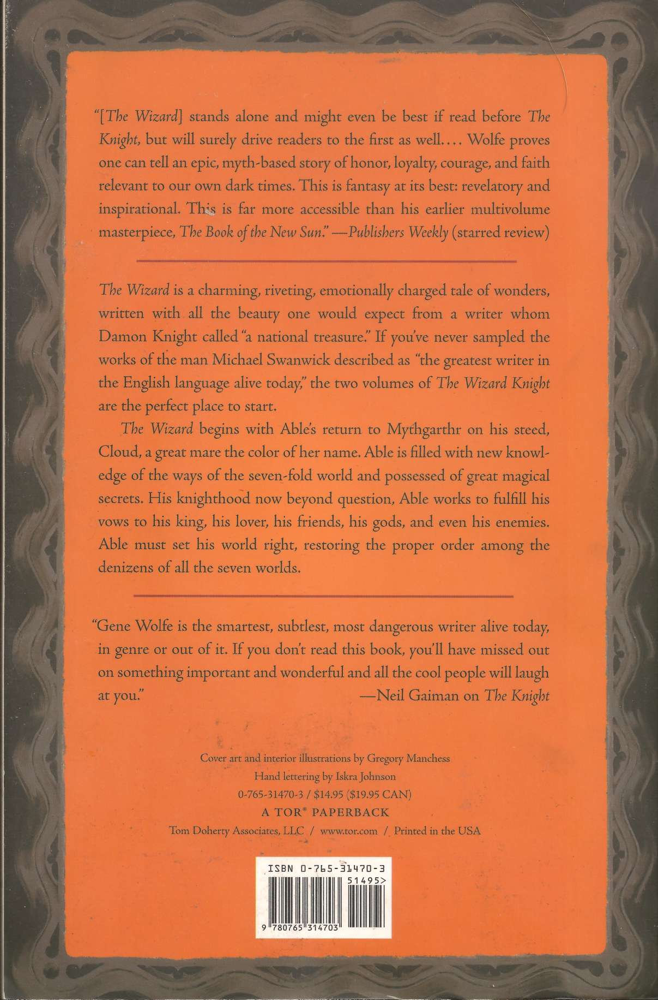 “[The Wizard] stands alone and might even be best if read before The
Knight, but will surely drive readers to the first as well.... Wolfe proves
one can tell an epic, myth-based story of honor, loyalty, courage, and faith
relevant to our own dark times. This is fantasy at its best: revelatory and
inspirational. This is far more accessible than his earlier multivolume
masterpiece, The Book of the New Sun.” —Publishers Weekly (starred review)
The Wizard is a charming, riveting, emotionally charged tale of wonders,
written with all the beauty one would expect from a writer whom
Damon Knight called “a national treasure.” If you’ve never sampled the
works of the man Michael Swanwick described as “the greatest writer in
the English language alive today,” the two volumes of The Wizard Knight
are the perfect place to start.
The Wizard begins with Able’s return to Mythgarthr on his steed,
Cloud, a great mare the color of her name. Able is filled with new knowl-
edge of the ways of the seven-fold world and possessed of great magical
secrets. His knighthood now beyond question, Able works to fulfill his
vows to his king, his lover, his friends, his gods, and even his enemies.
Able must set his world right, restoring the proper order among the
denizens of all the seven worlds.
“Gene Wolfe is the smartest, subtlest, most dangerous writer alive today,
in genre or out of it. If you don’t read this book, you’ll have missed out
on something important and wonderful and all the cool people will laugh
at you.” —Neil Gaiman on The Knight
Cover art and interior illustrations by Gregory Manchess
Hand lettering by Iskra Johnson
0-765-31470-3 / $14.95 ($19.95 CAN)
A TOR® PAPERBACK
Tom Doherty Associates, LLC / www.tor.com / Printed in the USA
ISBN 0-765-31470-3
51495>
9 780765 314703